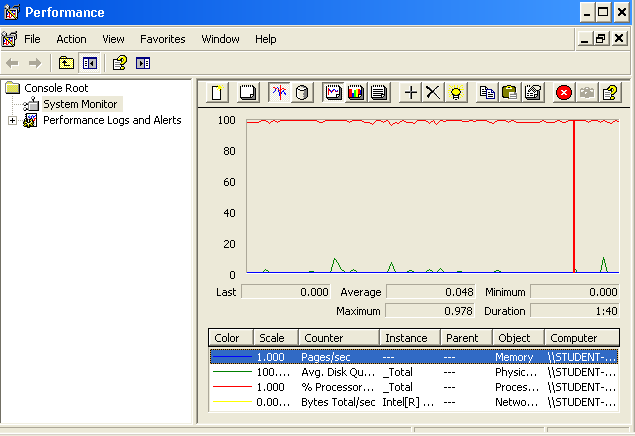 Performance
File Action View Favorites Window Help
Console Root
System Monitor
Performance Logs and Alerts
100
80
60
40
20
0
Last 0.000 Average 0.048 Minimum 0.000
Maximum 0.978 Duration 1:40
Color Scale Counter Instance Parent Object Computer
1.000 Pages/sec --- --- Memory \\STUDENT-...
100.... Avg. Disk Qu... _Total --- Physic... \\STUDENT-...
1.000 % Processor... _Total --- Proces... \\STUDENT-...
0.00... Bytes Total/sec Intel[R] ... --- Netwo... \\STUDENT-...